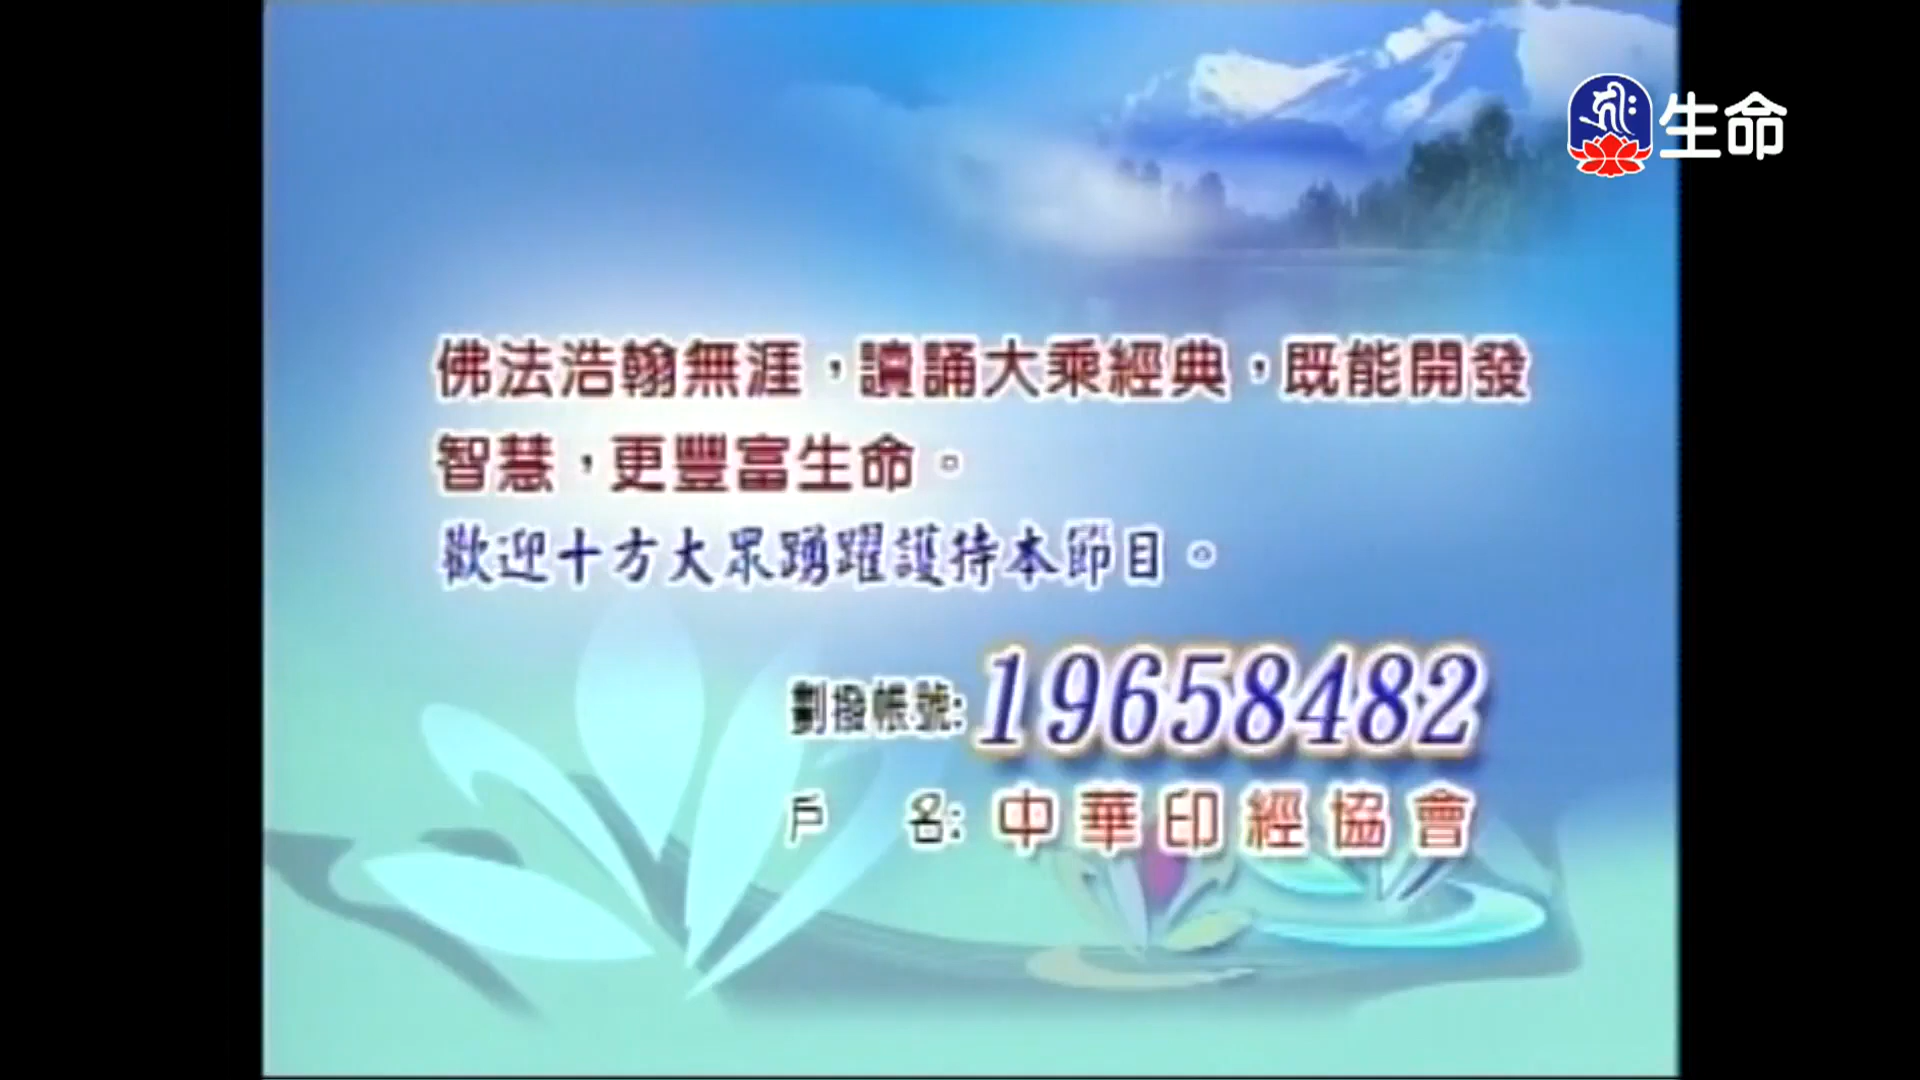 生命
佛法浩翰無涯，讀誦大乘經典，既能開發
智慧，更豐富生命。
歡迎十方大眾踴躍護持本節目。
劃撥帳號:19658482
戶 名:中華印經協會